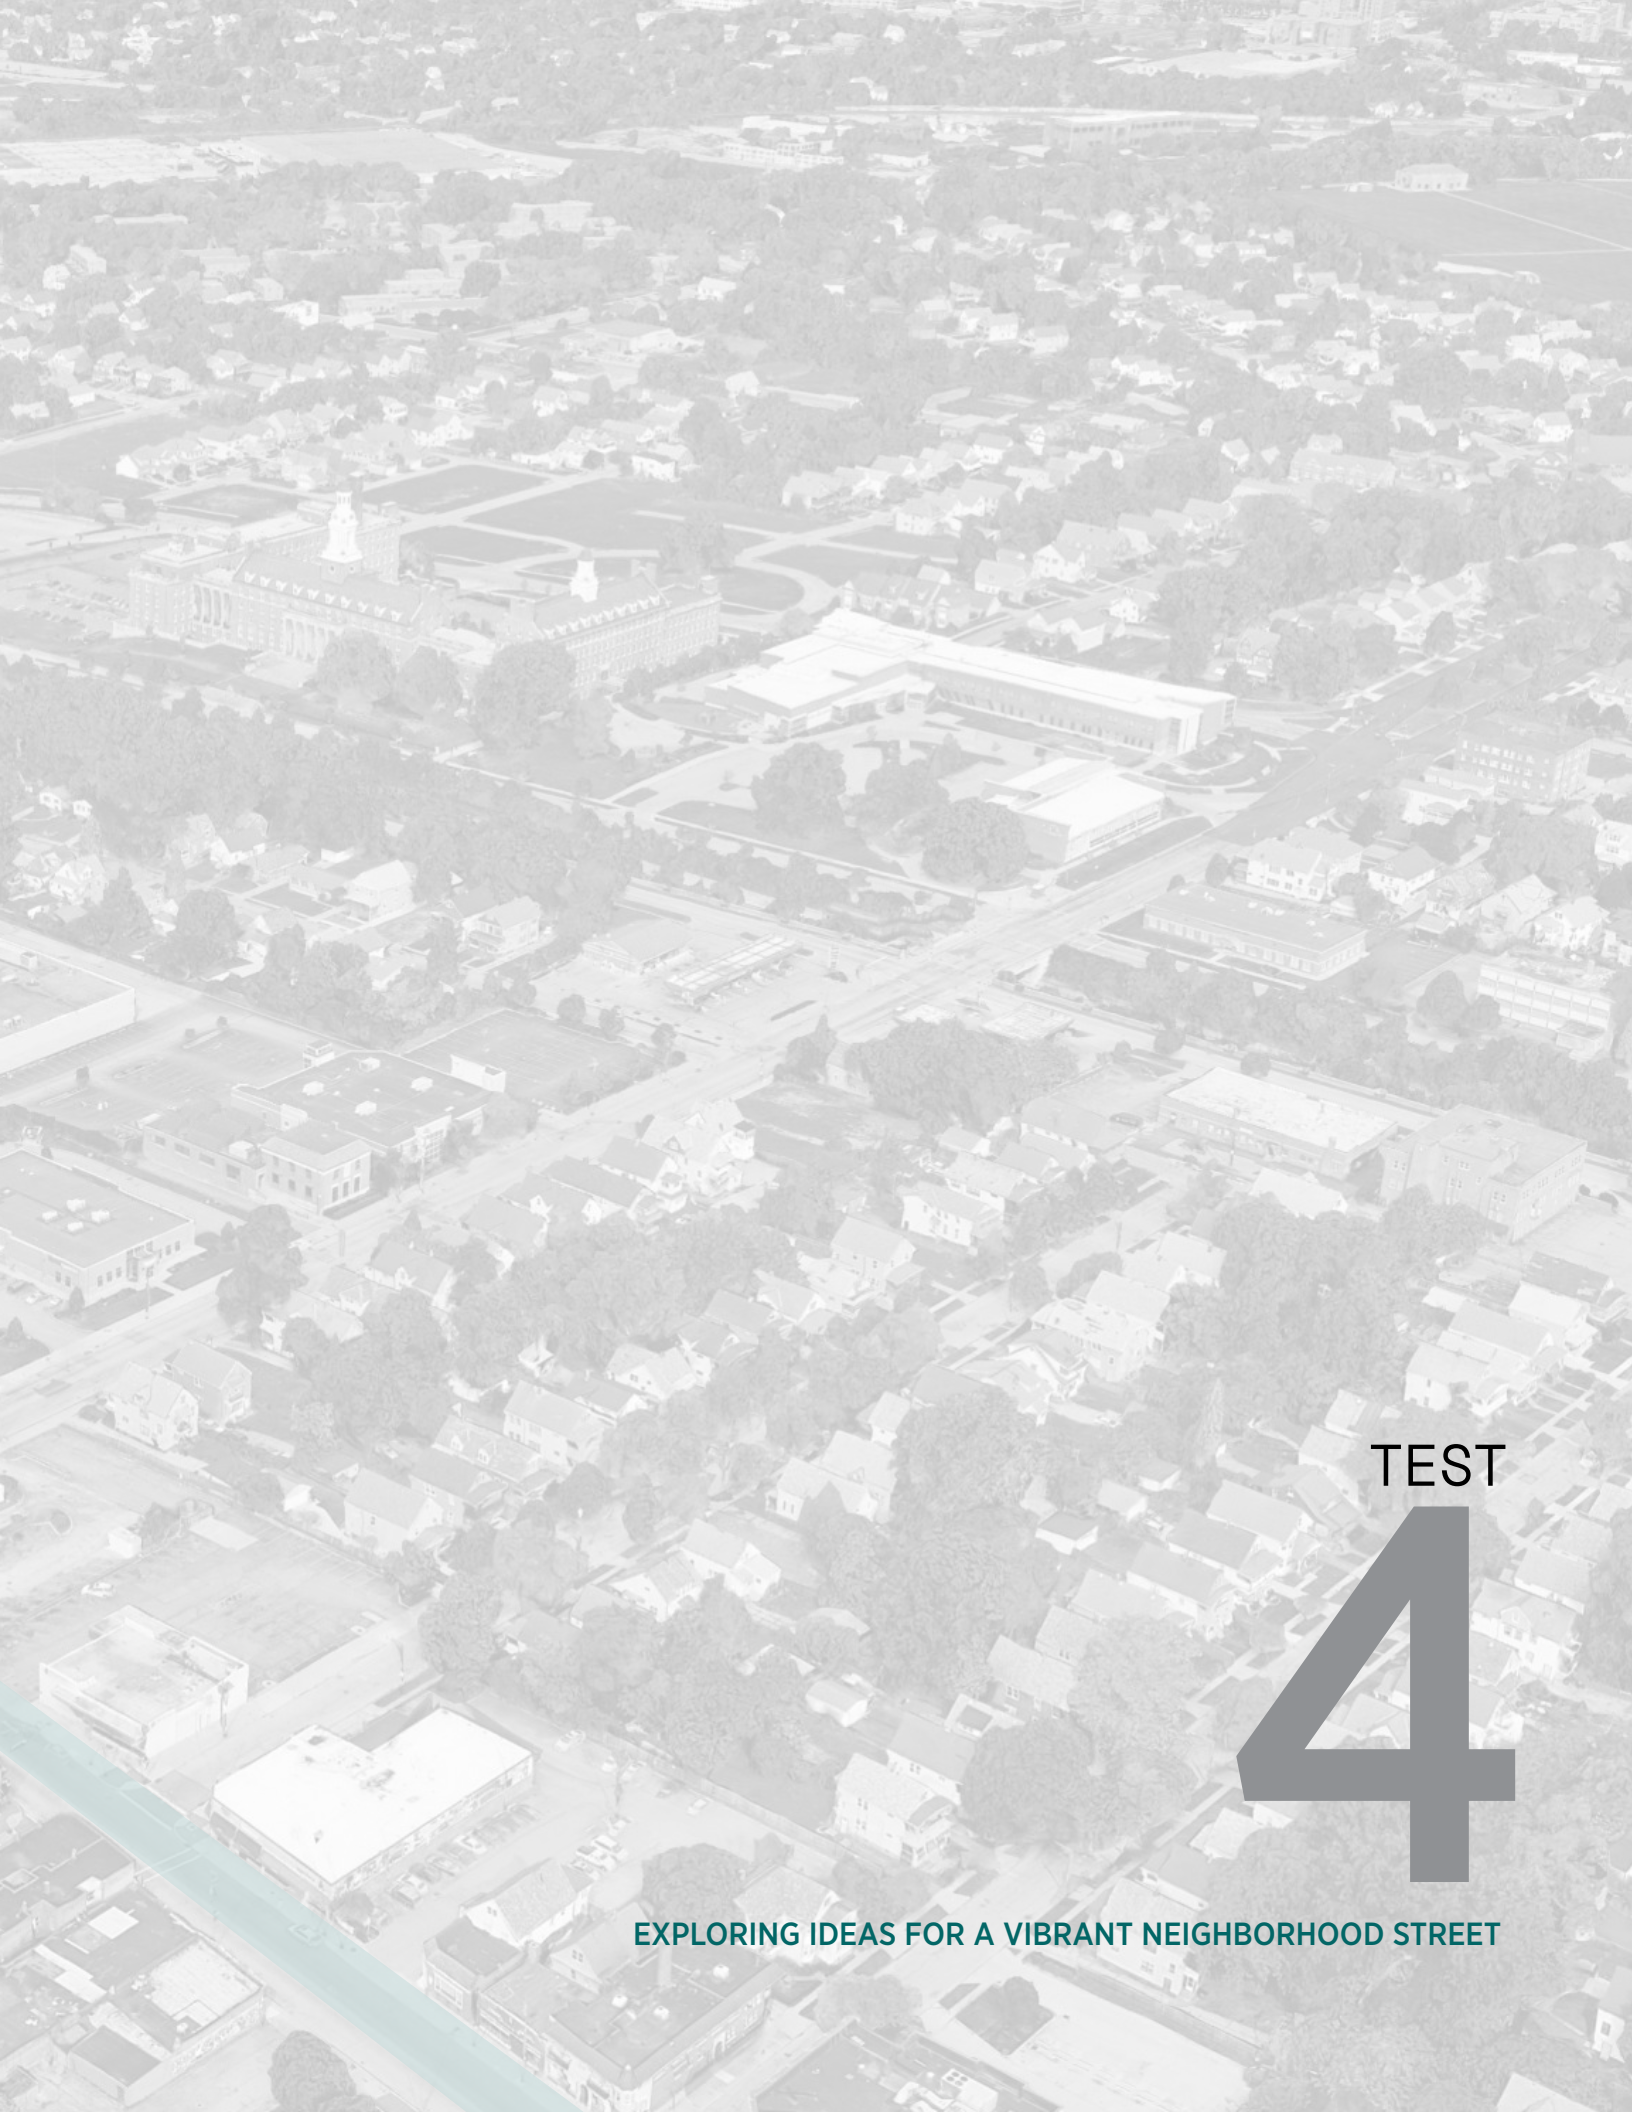 TEST
4
EXPLORING IDEAS FOR A VIBRANT NEIGHBORHOOD STREET